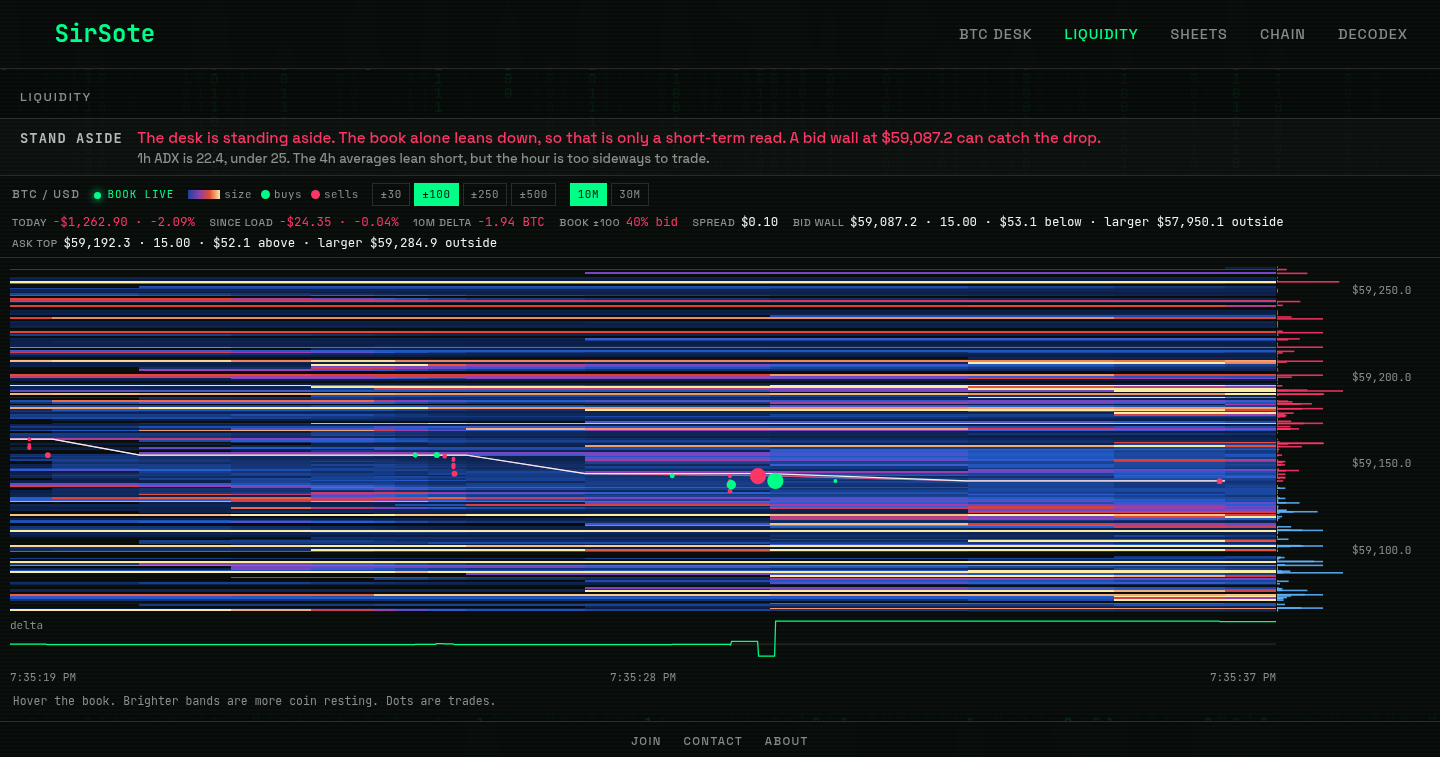 SirSote
BTC DESK LIQUIDITY SHEETS CHAIN DECODEX
LIQUIDITY
STAND ASIDE The desk is standing aside. The book alone leans down, so that is only a short-term read. A bid wall at $59,087.2 can catch the drop.
1h ADX is 22.4, under 25. The 4h averages lean short, but the hour is too sideways to trade.
BTC / USD BOOK LIVE size buys sells ±30 ±100 ±250 ±500 10M 30M
TODAY -$1,262.90 · -2.09% SINCE LOAD -$24.35 · -0.04% 10M DELTA -1.94 BTC BOOK ±100 40% bid SPREAD $0.10 BID WALL $59,087.2 · 15.00 · $53.1 below · larger $57,950.1 outside
ASK TOP $59,192.3 · 15.00 · $52.1 above · larger $59,284.9 outside
$59,250.0
$59,200.0
$59,150.0
$59,100.0
delta
7:35:19 PM 7:35:28 PM 7:35:37 PM
Hover the book. Brighter bands are more coin resting. Dots are trades.
JOIN CONTACT ABOUT